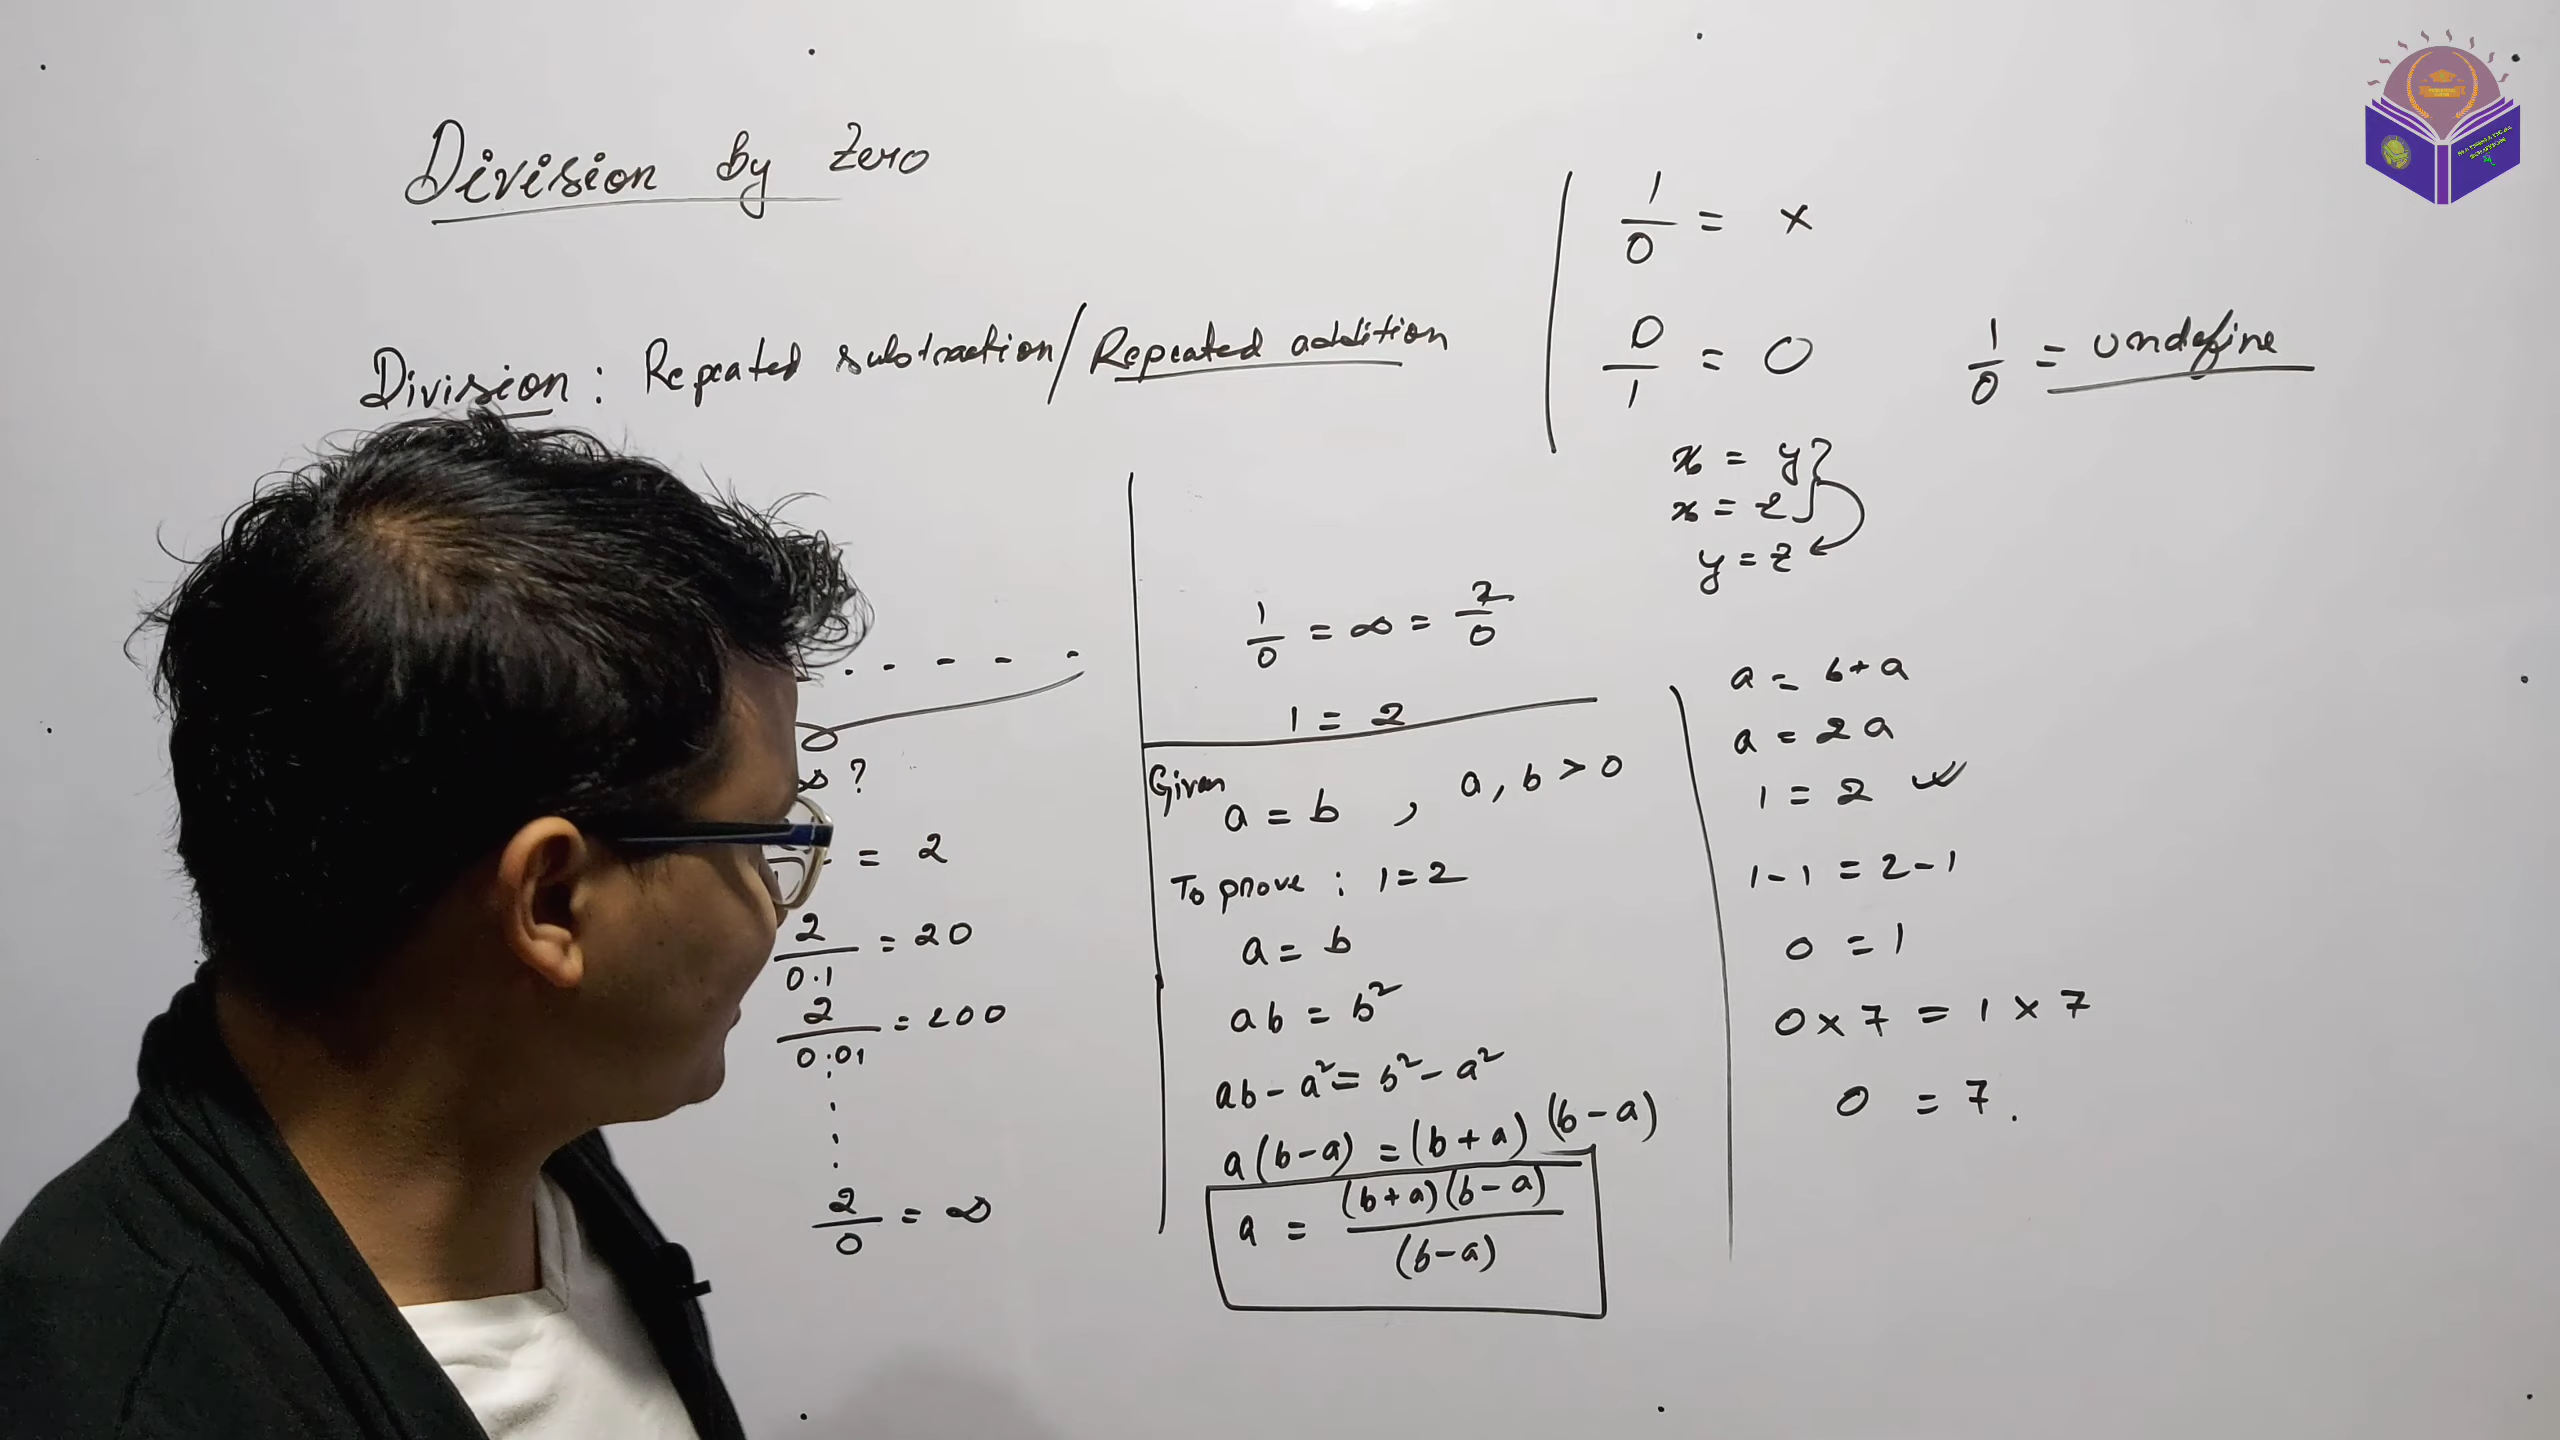 Division by Zero
Division: Repeated subtraction/Repeated addition
1/0 = x
0/1 = 0
1/0 = undefine
x = y
x = z
y = z
∞ ?
= 2
2/0.1 = 20
2/0.01 = 200
2/0 = ∞
1/0 = ∞ = 2/0
1 = 2
Given
a = b , a, b > 0
To prove : 1=2
a = b
ab = b²
ab - a² = b² - a²
a(b-a) = (b+a)(b-a)
a = (b+a)(b-a)/(b-a)
a = b+a
a = 2a
1 = 2
1-1 = 2-1
0 = 1
0×7 = 1×7
0 = 7.